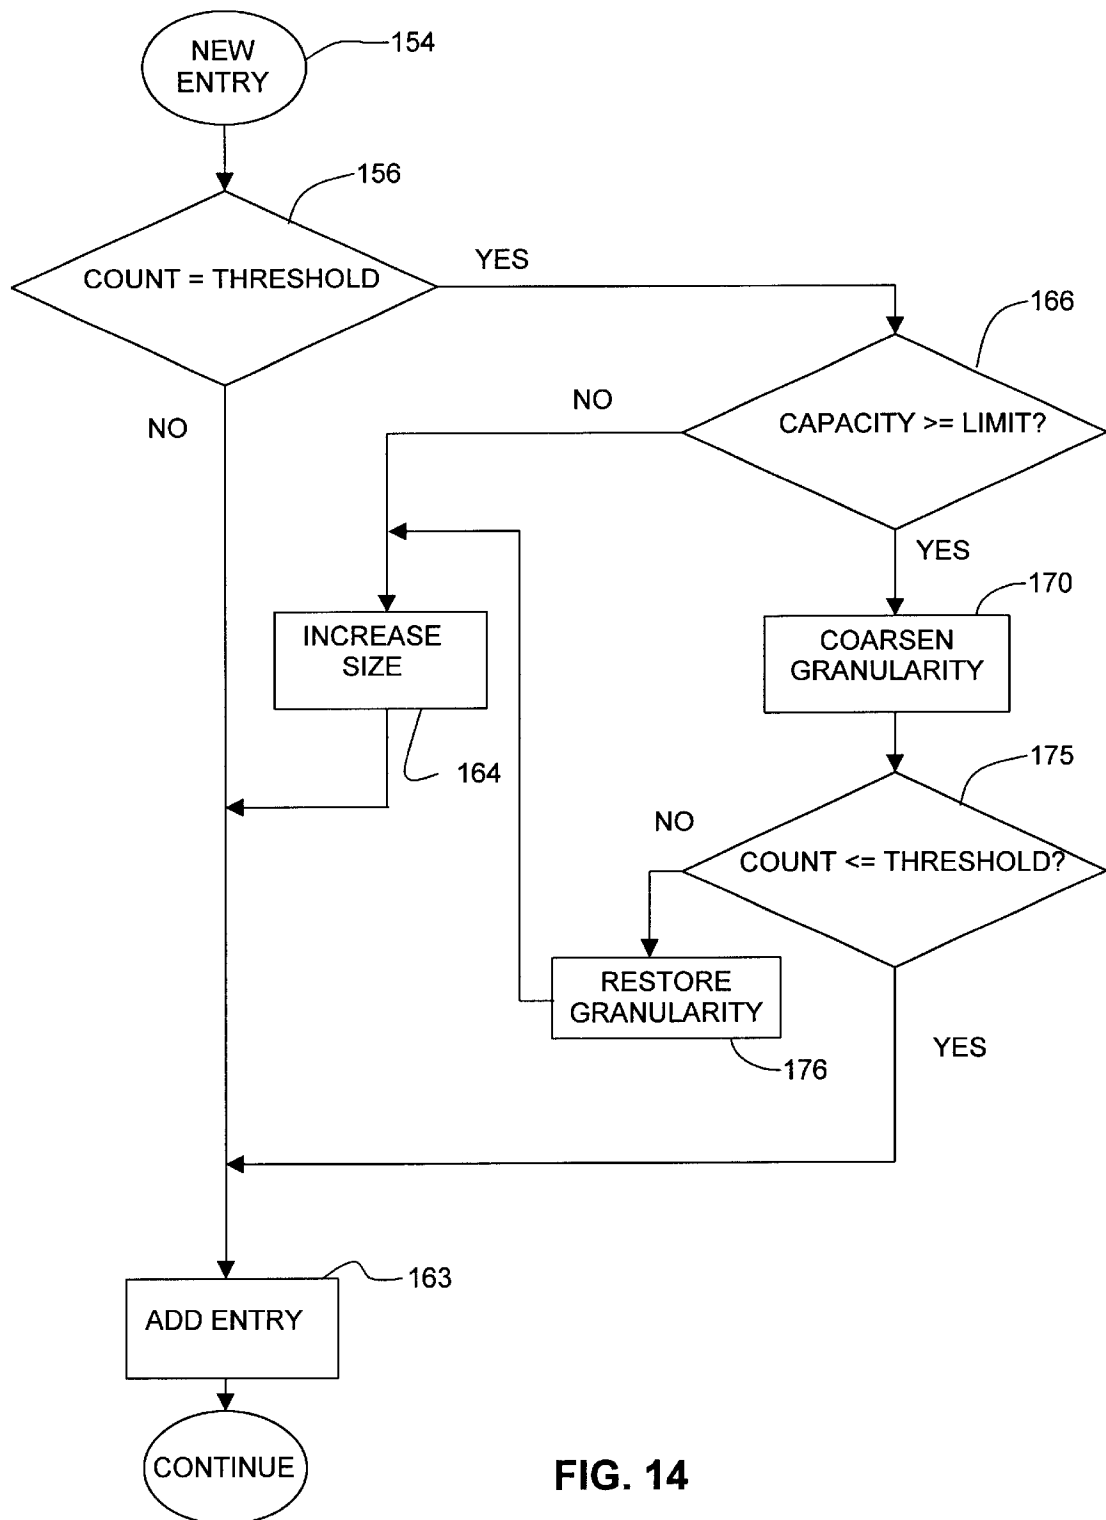 NEW
ENTRY
154
156
COUNT = THRESHOLD
YES
166
NO
NO
CAPACITY >= LIMIT?
YES
170
INCREASE
SIZE
COARSEN
GRANULARITY
164
175
NO
COUNT <= THRESHOLD?
RESTORE
GRANULARITY
YES
176
163
ADD ENTRY
CONTINUE
FIG. 14